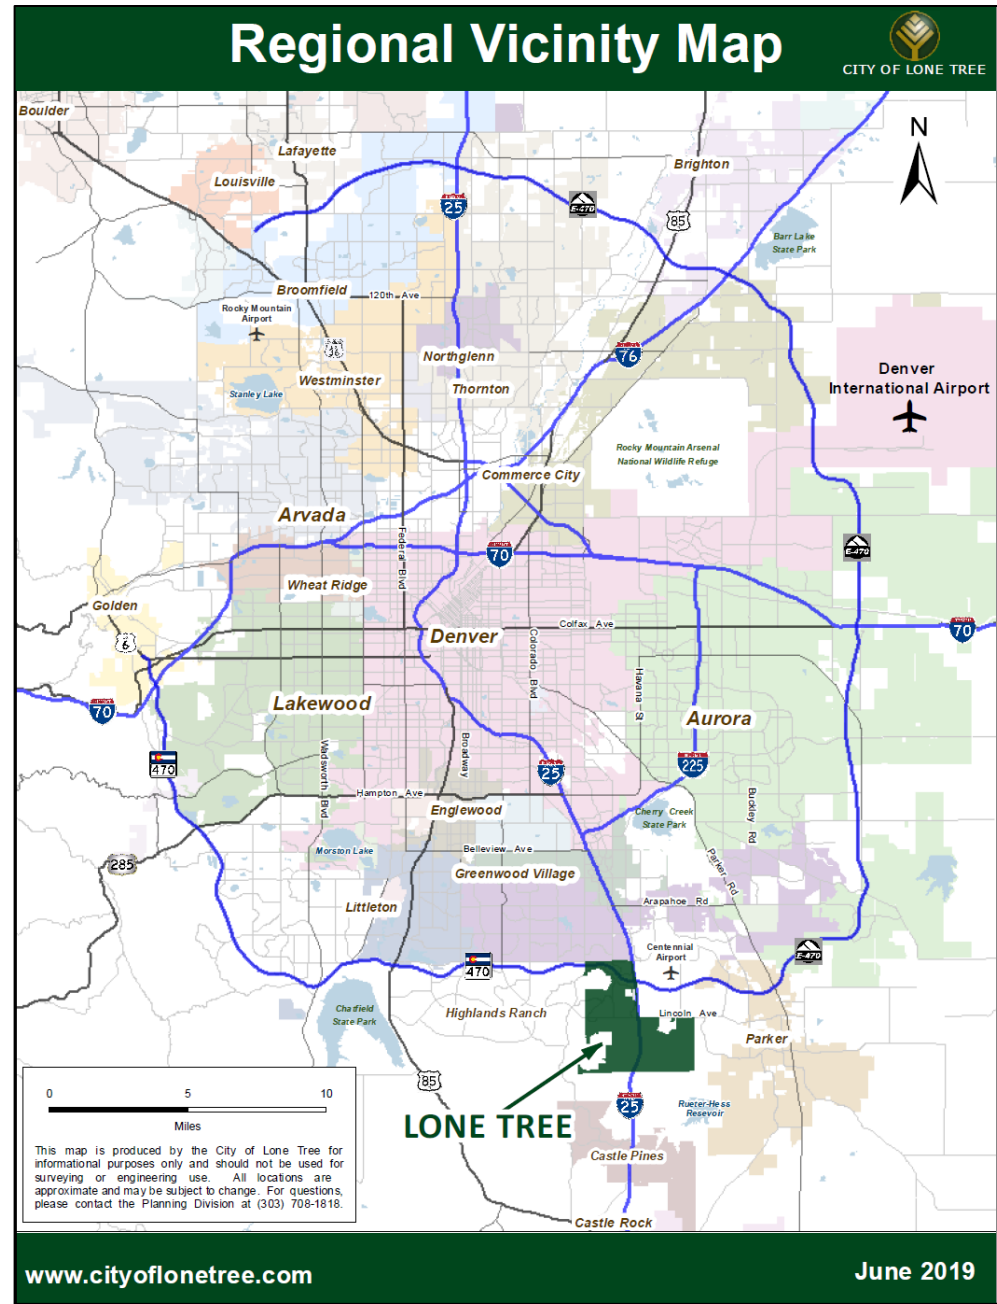 Regional Vicinity Map
CITY OF LONE TREE
Boulder
Lafayette
Louisville
Brighton
N
25
E-470
85
Barr Lake
State Park
Broomfield
120th Ave
Rocky Mountain
Airport
36
76
Northglenn
Westminster
Thornton
Stanley Lake
Denver
International Airport
Rocky Mountain Arsenal
National Wildlife Refuge
Commerce City
Arvada
Federal Blvd
70
E-470
Wheat Ridge
Golden
6
Denver
Colfax Ave
70
Colorado Blvd
Havana St
Lakewood
70
Aurora
Wadsworth Blvd
Broadway
470
25
225
Hampton Ave
Buckley Rd
Englewood
Cherry Creek
State Park
Morston Lake
Belleview Ave
285
Greenwood Village
Parker Rd
Littleton
Arapahoe Rd
Centennial
Airport
E-470
470
Chatfield
State Park
Highlands Ranch
Lincoln Ave
Parker
85
LONE TREE
25
Rueter-Hess
Resevoir
Castle Pines
Castle Rock
0 5 10
Miles
This map is produced by the City of Lone Tree for
informational purposes only and should not be used for
surveying or engineering use. All locations are
approximate and may be subject to change. For questions,
please contact the Planning Division at (303) 708-1818.
www.cityoflonetree.com
June 2019